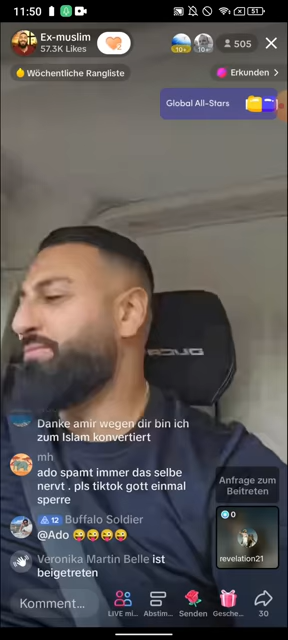 11:50
51
Ex-muslim
57.3K Likes
10+
10+
505
Wöchentliche Rangliste
Erkunden >
Global All-Stars
Danke amir wegen dir bin ich
zum Islam konvertiert
mh
ado spamt immer das selbe
nervt . pls tiktok gott einmal
sperre
12 Buffalo Soldier
@Ado
Veronika Martin Belle ist
beigetreten
Anfrage zum
Beitreten
0
revelation21
Komment...
LIVE mi...
Abstim...
Senden
Gesche...
30